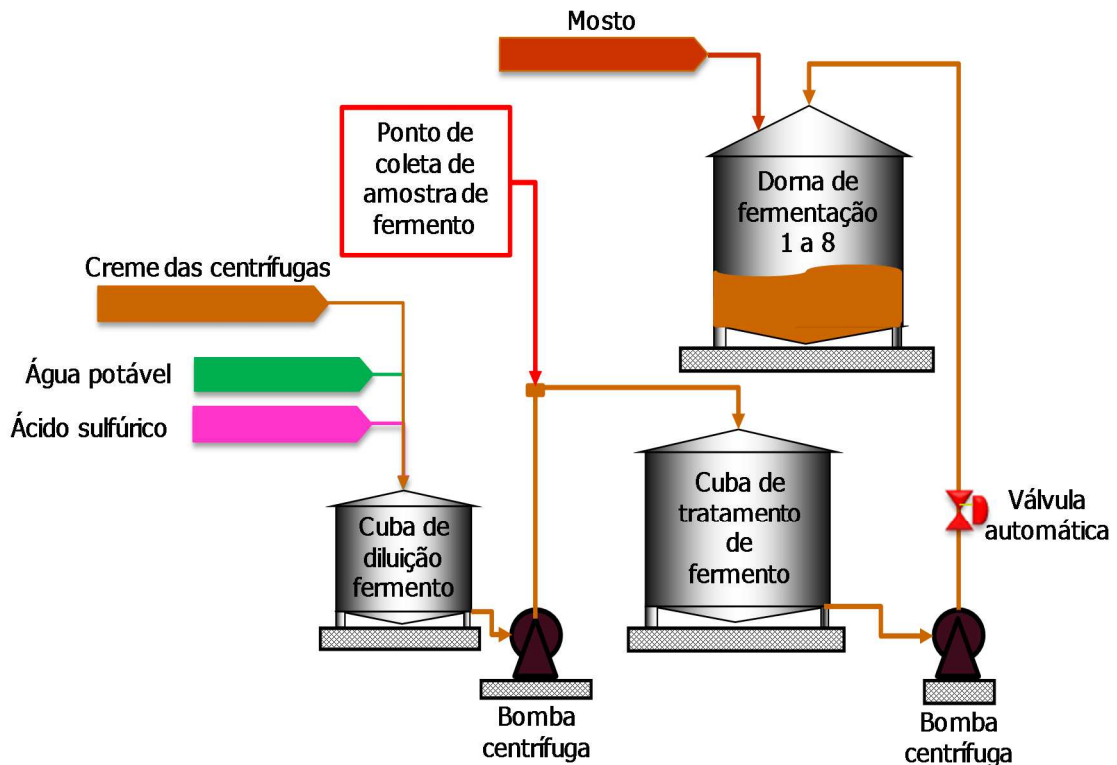 Mosto
Ponto de
coleta de
amostra de
fermento
Dorna de
fermentação
1 a 8
Creme das centrífugas
Água potável
Ácido sulfúrico
Cuba de
diluição
fermento
Cuba de
tratamento
de
fermento
Válvula
automática
Bomba
centrífuga
Bomba
centrífuga